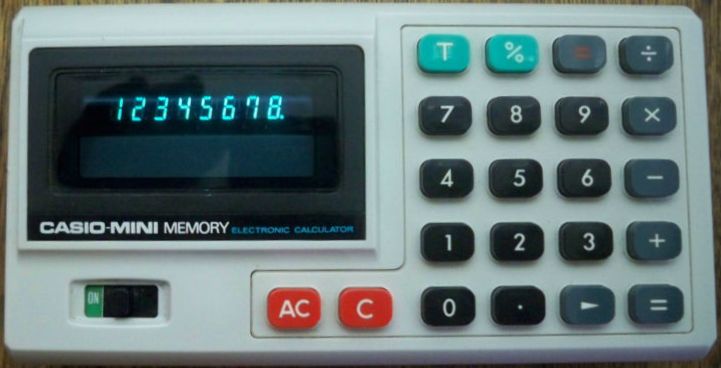 12345678.
CASIO-MINI MEMORY ELECTRONIC CALCULATOR
ON
T % = ÷
7 8 9 ×
4 5 6 −
1 2 3 +
AC C 0 · ► =